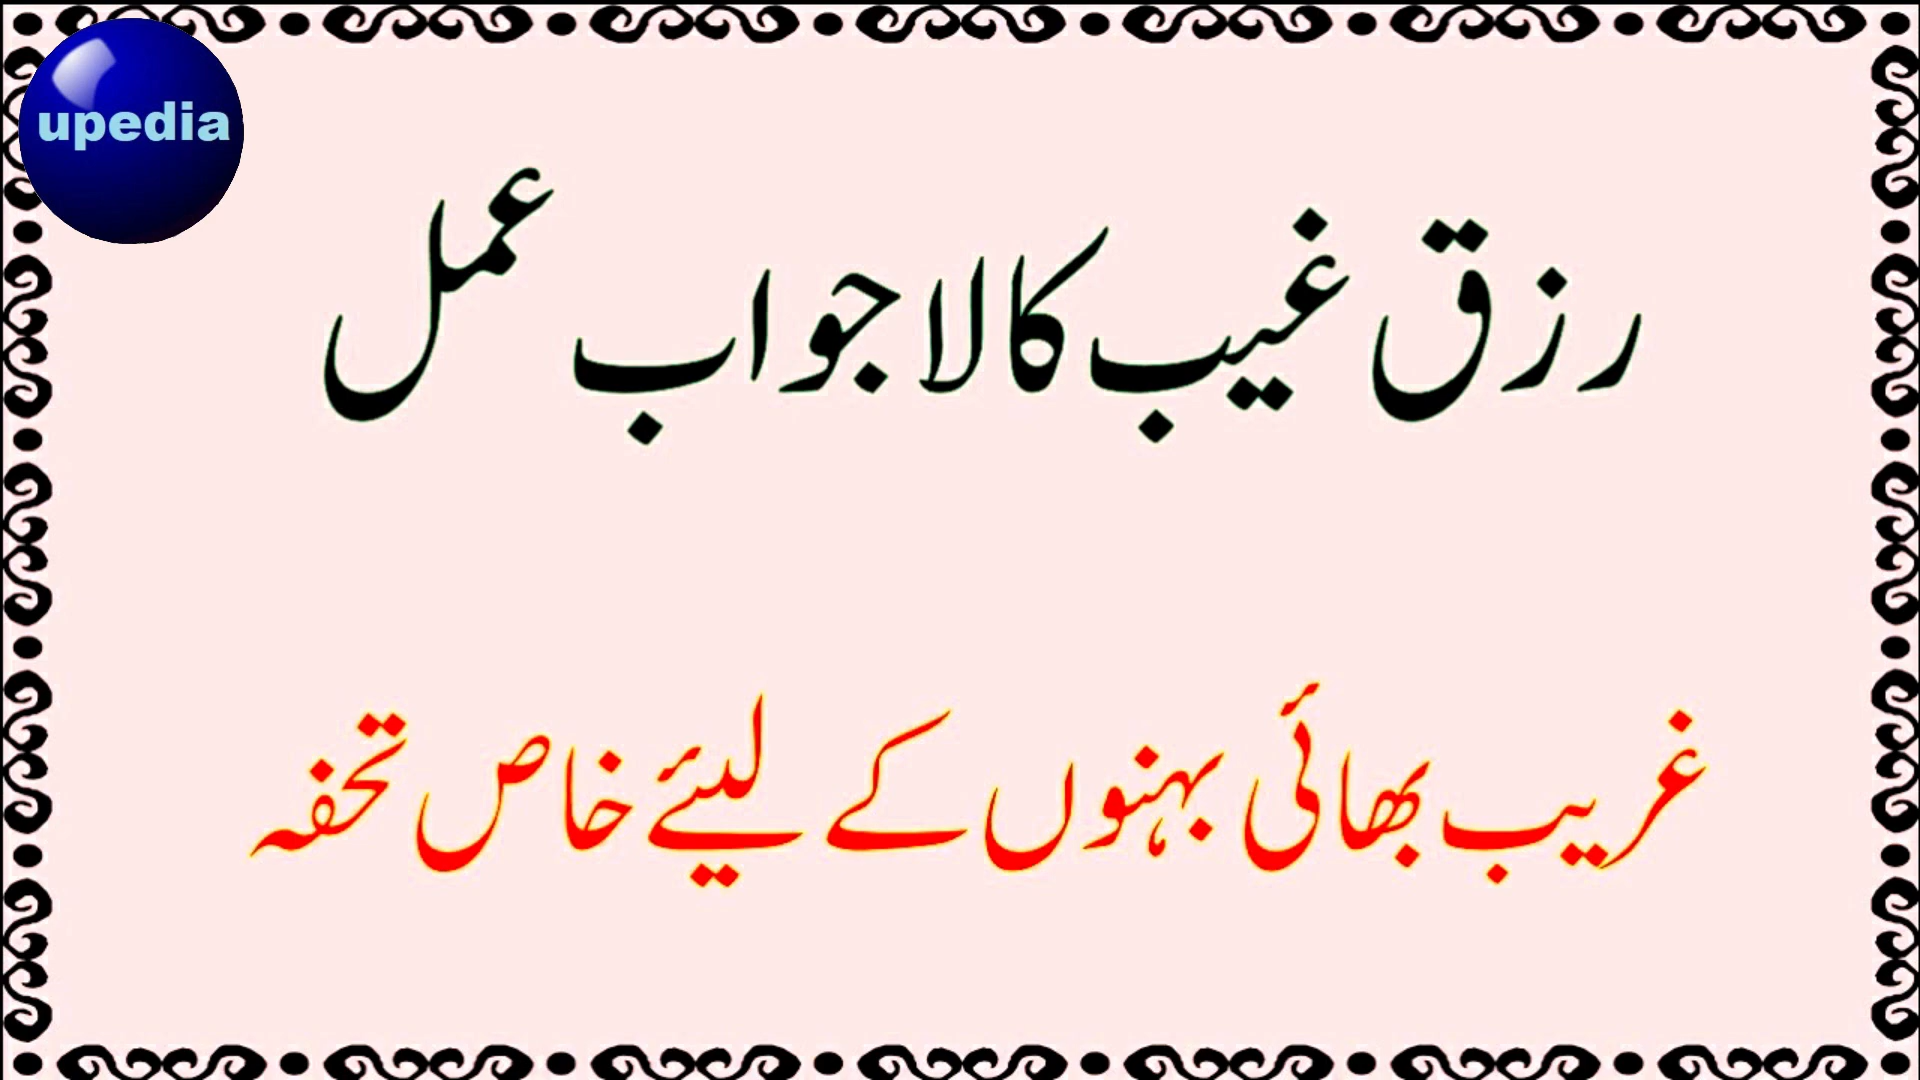 upedia
رزق غیب کا لاجواب عمل
غریب بھائی بہنوں کے لیئے خاص تحفہ